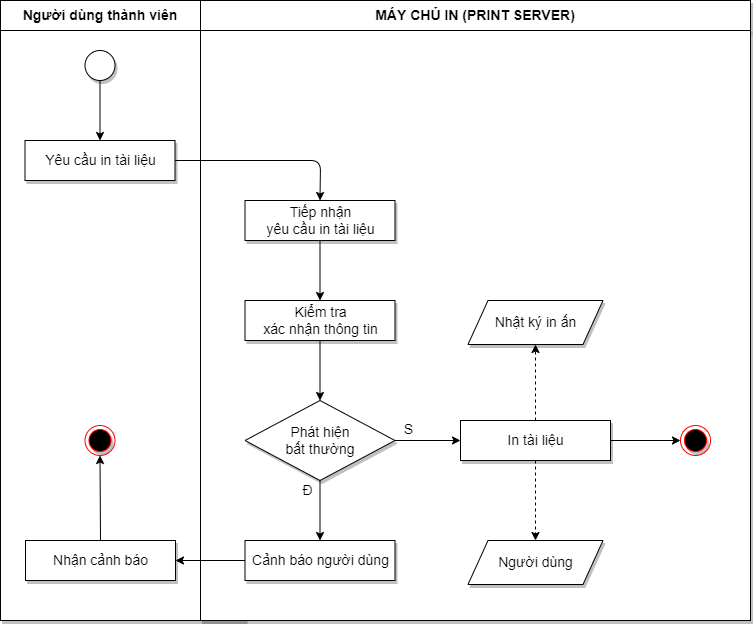 Người dùng thành viên
MÁY CHỦ IN (PRINT SERVER)
Yêu cầu in tài liệu
Tiếp nhận
yêu cầu in tài liệu
Kiểm tra
xác nhận thông tin
Nhật ký in ấn
Phát hiện
bất thường
S
In tài liệu
Đ
Nhận cảnh báo
Cảnh báo người dùng
Người dùng